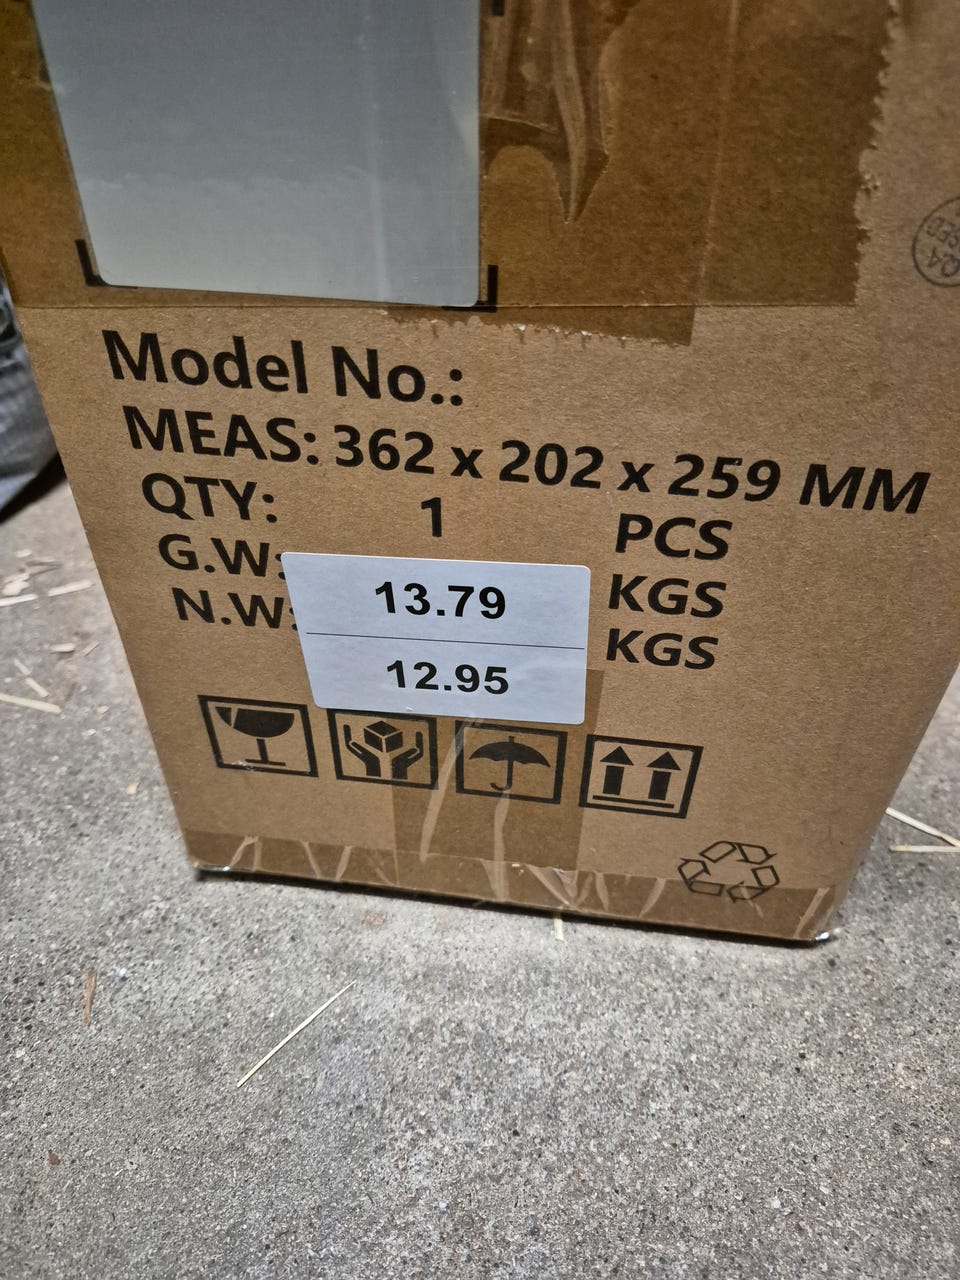 Model No.:
MEAS: 362 x 202 x 259 MM
QTY: 1 PCS
G.W: 13.79 KGS
N.W: 12.95 KGS